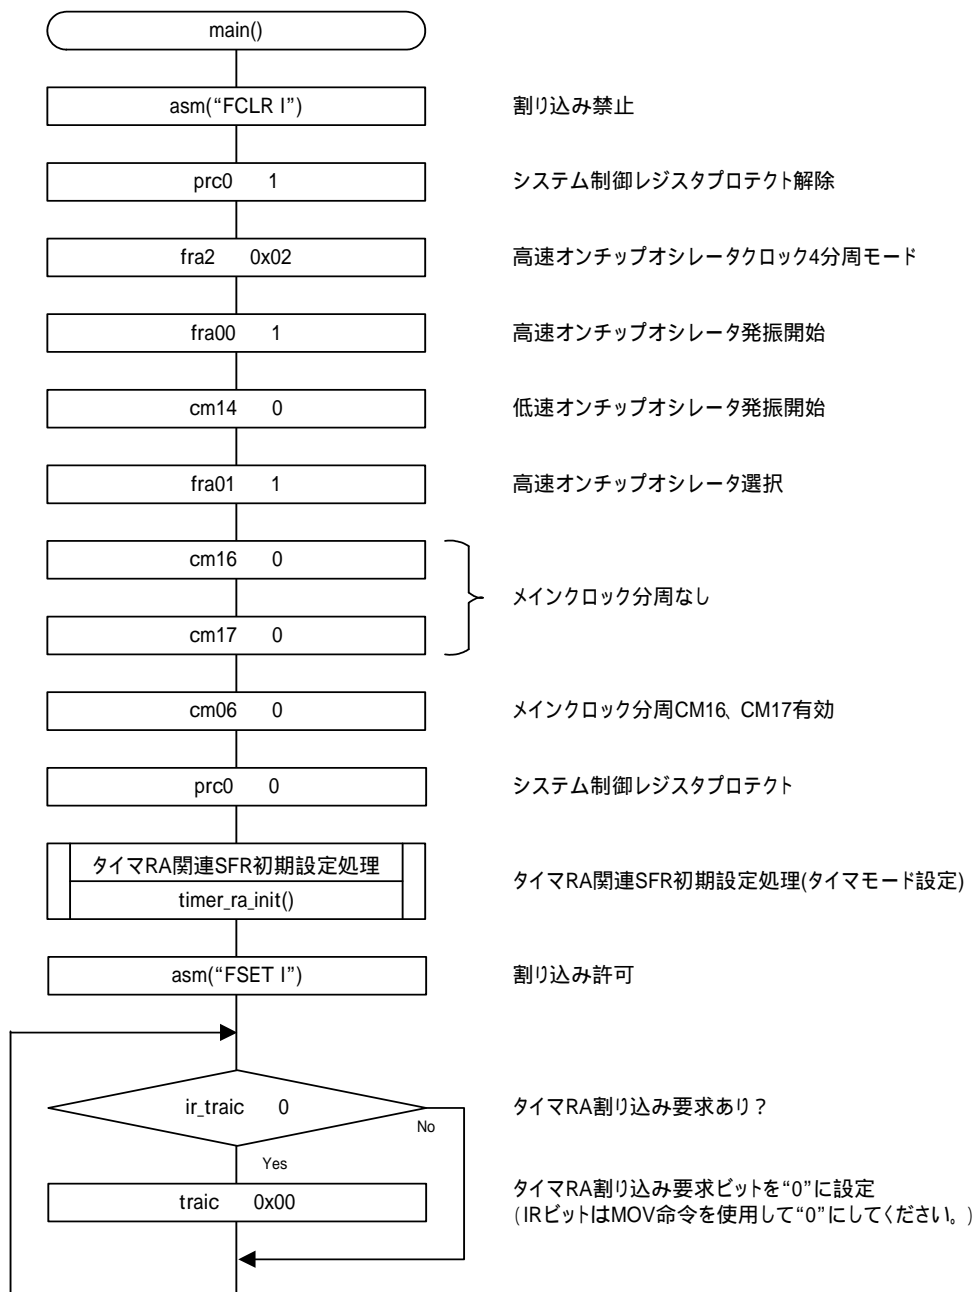 main()
asm(“FCLR I”) 割り込み禁止
prc0 1 システム制御レジスタプロテクト解除
fra2 0x02 高速オンチップオシレータクロック4分周モード
fra00 1 高速オンチップオシレータ発振開始
cm14 0 低速オンチップオシレータ発振開始
fra01 1 高速オンチップオシレータ選択
cm16 0
メインクロック分周なし
cm17 0
cm06 0 メインクロック分周CM16、CM17有効
prc0 0 システム制御レジスタプロテクト
タイマRA関連SFR初期設定処理
timer_ra_init()
タイマRA関連SFR初期設定処理(タイマモード設定)
asm(“FSET I”) 割り込み許可
ir_traic 0 タイマRA割り込み要求あり？
No
Yes
traic 0x00
タイマRA割り込み要求ビットを“0”に設定
(IRビットはMOV命令を使用して“0”にしてください。)